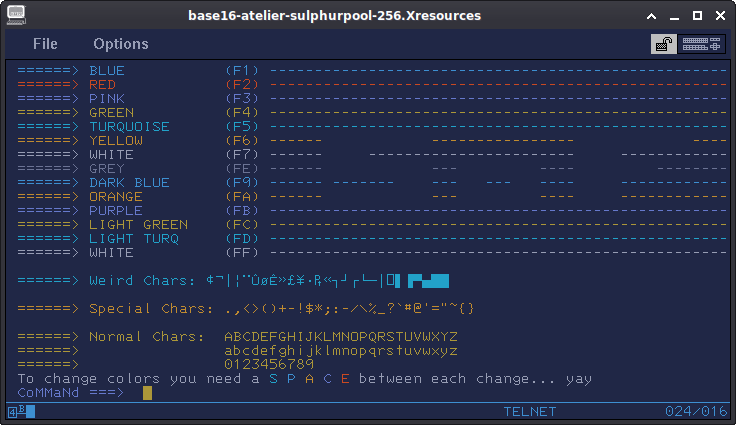 base16-atelier-sulphurpool-256.Xresources
File Options
======> BLUE (F1) ----------------------------------------------------
======> RED (F2) ----------------------------------------------------
======> PINK (F3) ----------------------------------------------------
======> GREEN (F4) ----------------------------------------------------
======> TURQUOISE (F5) ----------------------------------------------------
======> YELLOW (F6) ------ ---------------- ----
======> WHITE (F7) ------ ---------------------------- ------------
======> GREY (FE) ------ --- ---- ----
======> DARK BLUE (F9) ------ ------- --- --- ---- ------------
======> ORANGE (FA) ------ --- ---- ------------
======> PURPLE (FB) ----------------------------------------------------
======> LIGHT GREEN (FC) ----------------------------------------------------
======> LIGHT TURQ (FD) ----------------------------------------------------
======> WHITE (FF) ----------------------------------------------------
======> Weird Chars: ¢¬|¦¨ÛøÊ»£¥·₧«┐┘┌└─│
======> Special Chars: .,<>()+-!$*;:-/\%_?`#@'="~{}
======> Normal Chars: ABCDEFGHIJKLMNOPQRSTUVWXYZ
======> abcdefghijklmnopqrstuvwxyz
======> 0123456789
To change colors you need a S P A C E between each change... yay
CoMMaNd ===>
4B TELNET 024/016